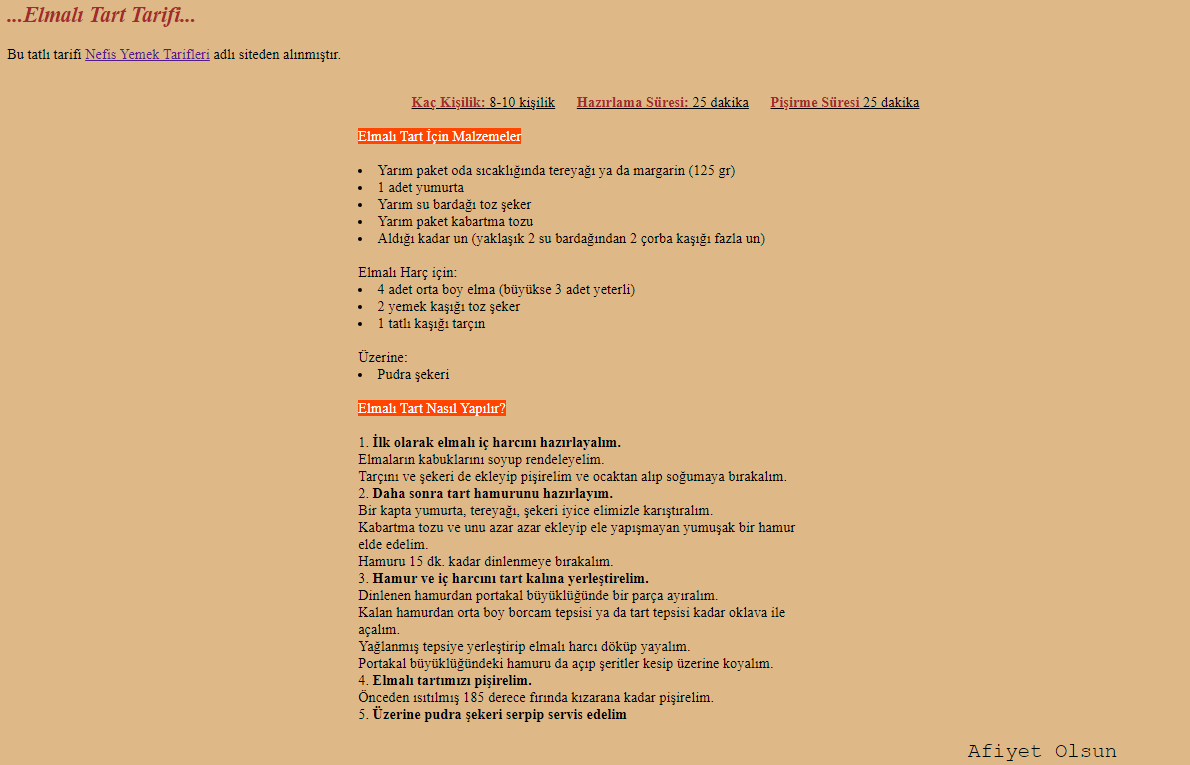 ...Elmalı Tart Tarifi...
Bu tatlı tarifi Nefis Yemek Tarifleri adlı siteden alınmıştır.
Kaç Kişilik: 8-10 kişilik Hazırlama Süresi: 25 dakika Pişirme Süresi 25 dakika
Elmalı Tart İçin Malzemeler
• Yarım paket oda sıcaklığında tereyağı ya da margarin (125 gr)
• 1 adet yumurta
• Yarım su bardağı toz şeker
• Yarım paket kabartma tozu
• Aldığı kadar un (yaklaşık 2 su bardağından 2 çorba kaşığı fazla un)
Elmalı Harç için:
• 4 adet orta boy elma (büyükse 3 adet yeterli)
• 2 yemek kaşığı toz şeker
• 1 tatlı kaşığı tarçın
Üzerine:
• Pudra şekeri
Elmalı Tart Nasıl Yapılır?
1. İlk olarak elmalı iç harcını hazırlayalım.
Elmaların kabuklarını soyup rendeleyelim.
Tarçını ve şekeri de ekleyip pişirelim ve ocaktan alıp soğumaya bırakalım.
2. Daha sonra tart hamurunu hazırlayım.
Bir kapta yumurta, tereyağı, şekeri iyice elimizle karıştıralım.
Kabartma tozu ve unu azar azar ekleyip ele yapışmayan yumuşak bir hamur
elde edelim.
Hamuru 15 dk. kadar dinlenmeye bırakalım.
3. Hamur ve iç harcını tart kalına yerleştirelim.
Dinlenen hamurdan portakal büyüklüğünde bir parça ayıralım.
Kalan hamurdan orta boy borcam tepsisi ya da tart tepsisi kadar oklava ile
açalım.
Yağlanmış tepsiye yerleştirip elmalı harcı döküp yayalım.
Portakal büyüklüğündeki hamuru da açıp şeritler kesip üzerine koyalım.
4. Elmalı tartımızı pişirelim.
Önceden ısıtılmış 185 derece fırında kızarana kadar pişirelim.
5. Üzerine pudra şekeri serpip servis edelim
Afiyet Olsun